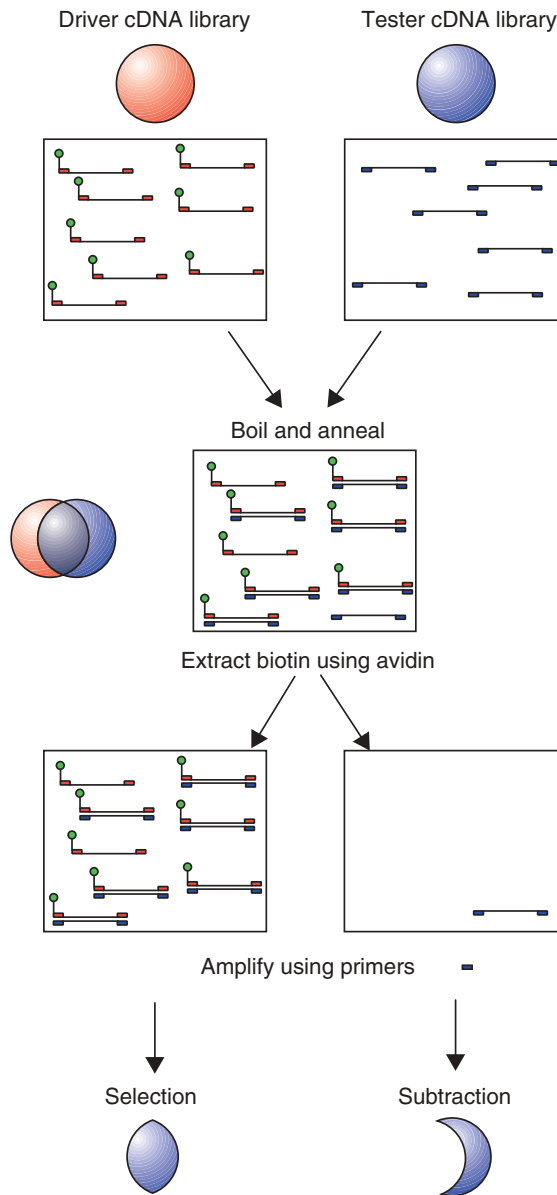 Driver cDNA library
Tester cDNA library
Boil and anneal
Extract biotin using avidin
Amplify using primers
Selection
Subtraction